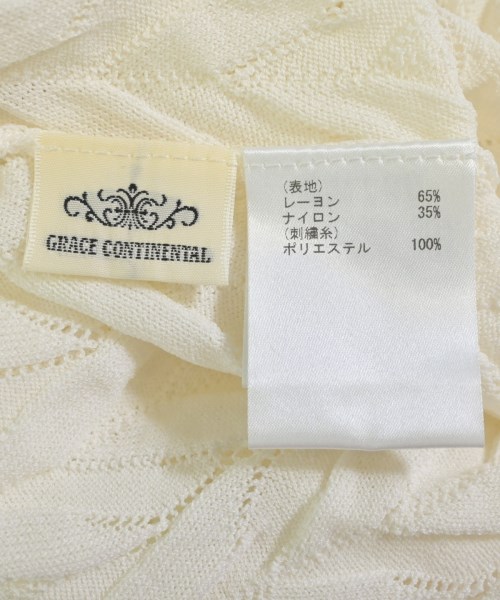 GRACE CONTINENTAL
(表地)
レーヨン 65%
ナイロン 35%
(刺繍糸)
ポリエステル 100%